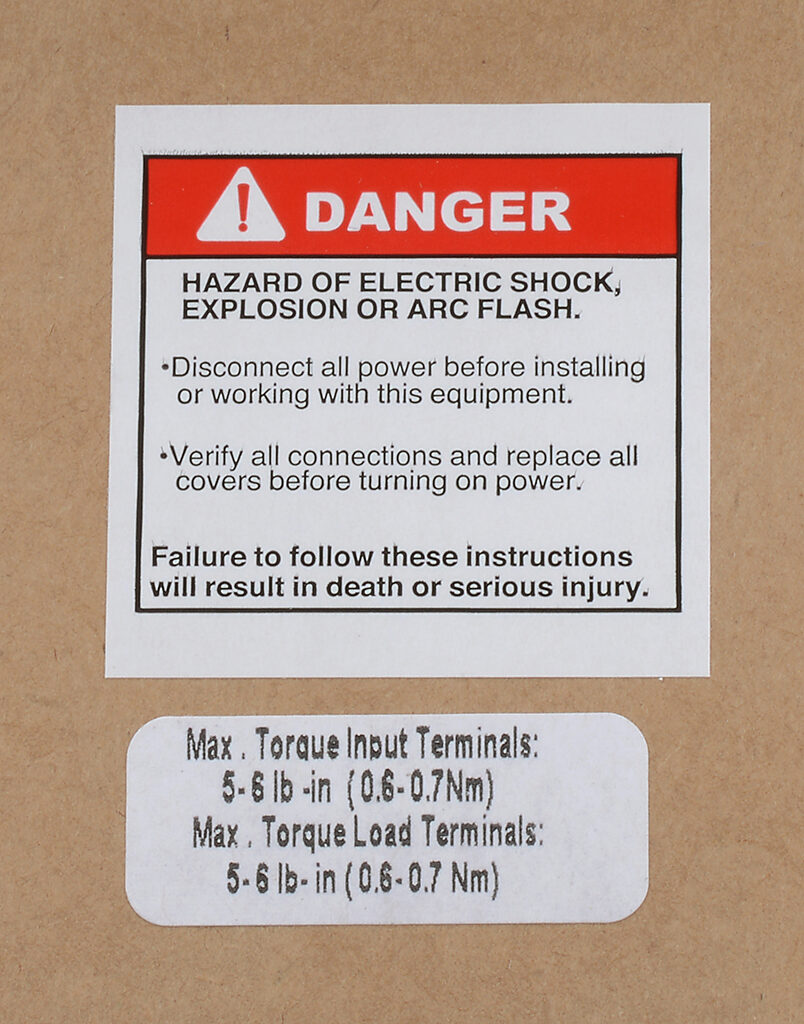 DANGER
HAZARD OF ELECTRIC SHOCK,
EXPLOSION OR ARC FLASH.
•Disconnect all power before installing
or working with this equipment.
•Verify all connections and replace all
covers before turning on power.
Failure to follow these instructions
will result in death or serious injury.
Max . Torque Input Terminals:
5- 6 lb -in (0.6- 0.7Nm)
Max . Torque Load Terminals:
5- 6 lb- in (0.6- 0.7 Nm)